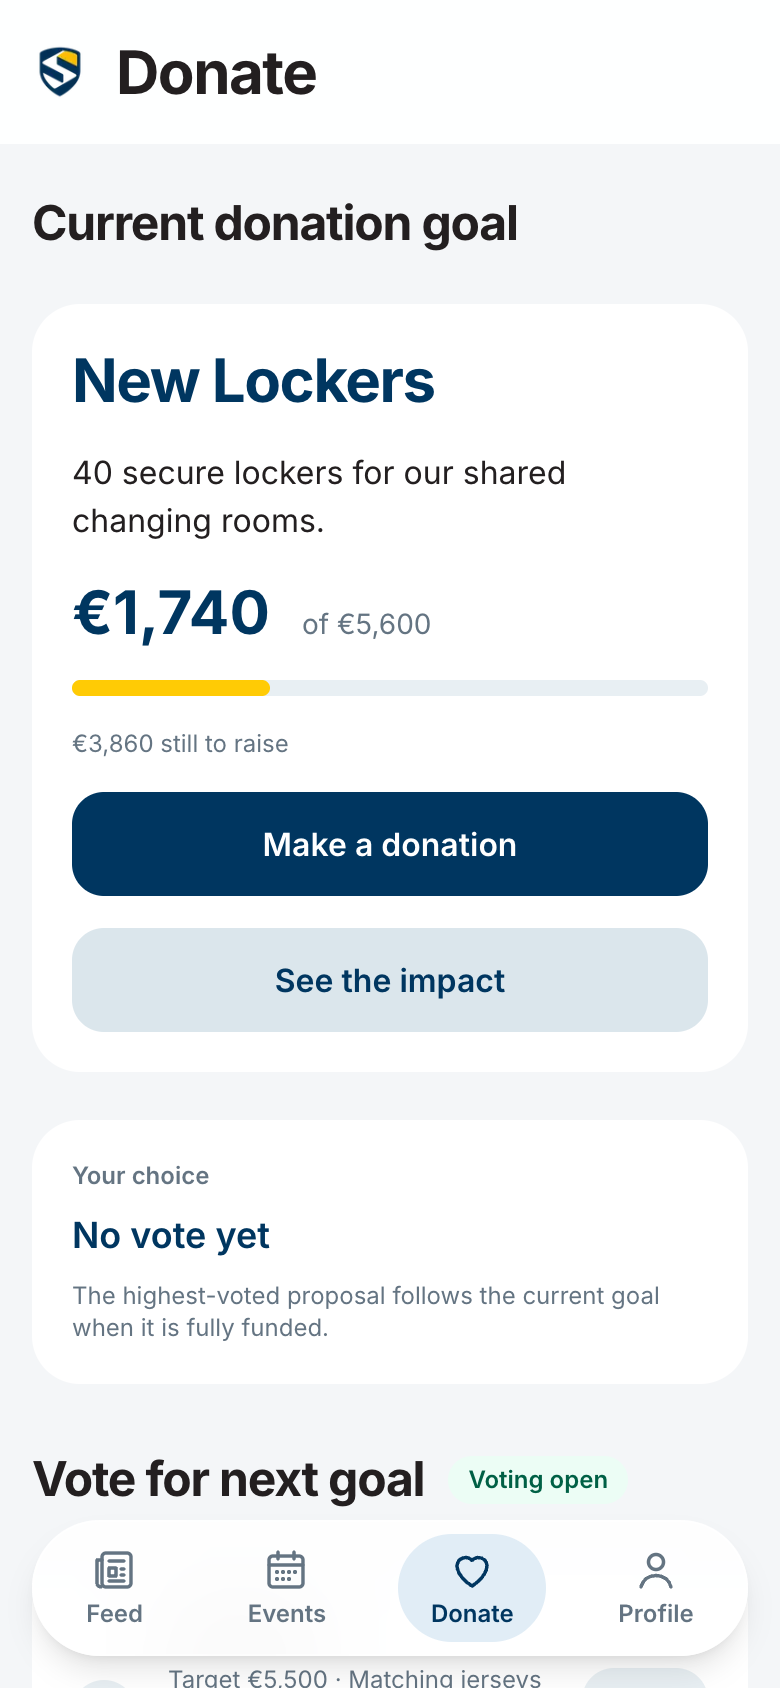 Donate
Current donation goal
New Lockers
40 secure lockers for our shared
changing rooms.
€1,740 of €5,600
€3,860 still to raise
Make a donation
See the impact
Your choice
No vote yet
The highest-voted proposal follows the current goal
when it is fully funded.
Vote for next goal Voting open
Feed Events Donate Profile
Target €5,500 · Matching jerseys